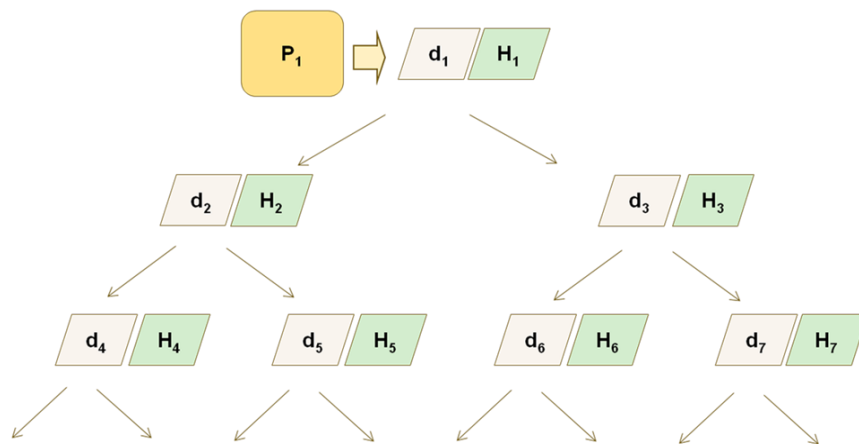 P₁ d₁ H₁
d₂ H₂ d₃ H₃
d₄ H₄ d₅ H₅ d₆ H₆ d₇ H₇